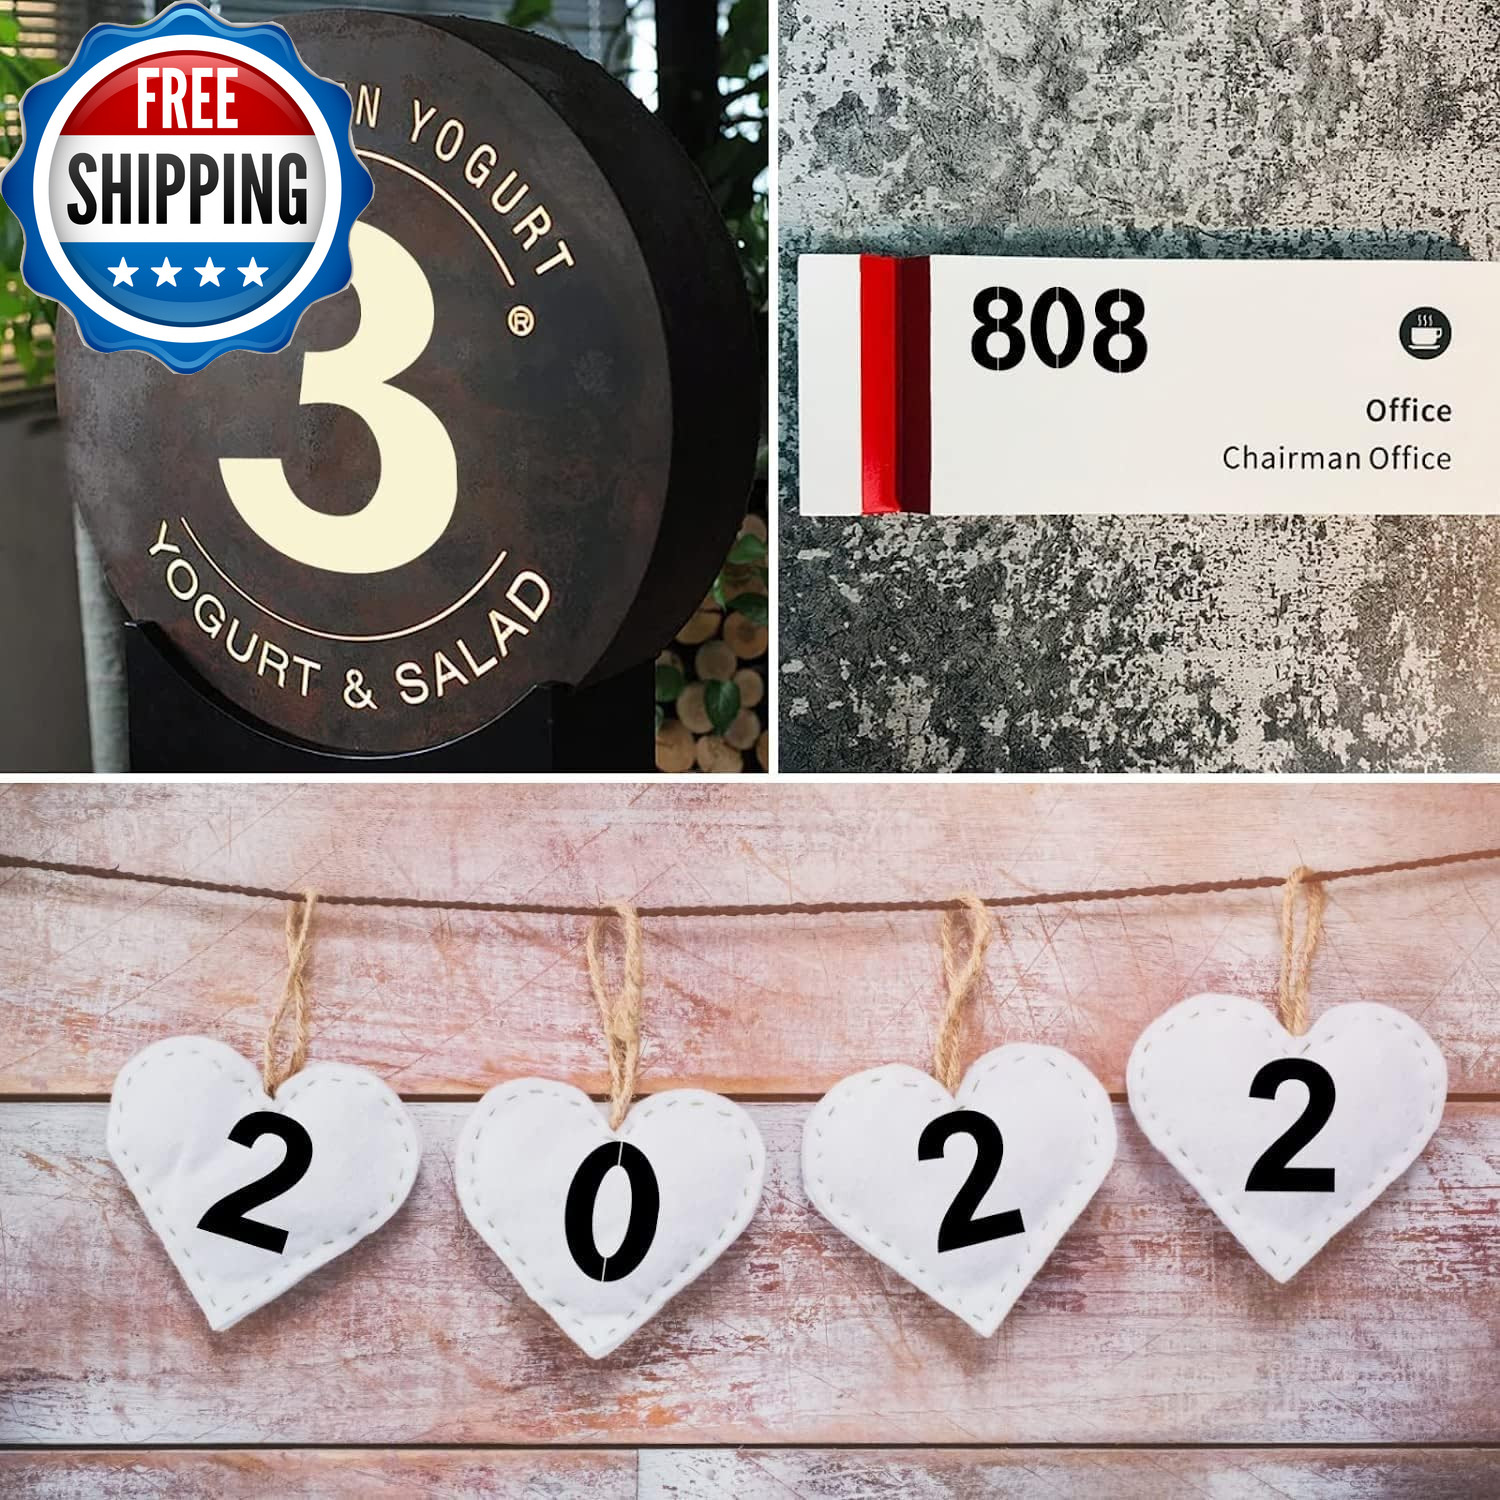 FREE
SHIPPING
YOGURT
®
3
YOGURT & SALAD
808
Office
Chairman Office
2 0 2 2